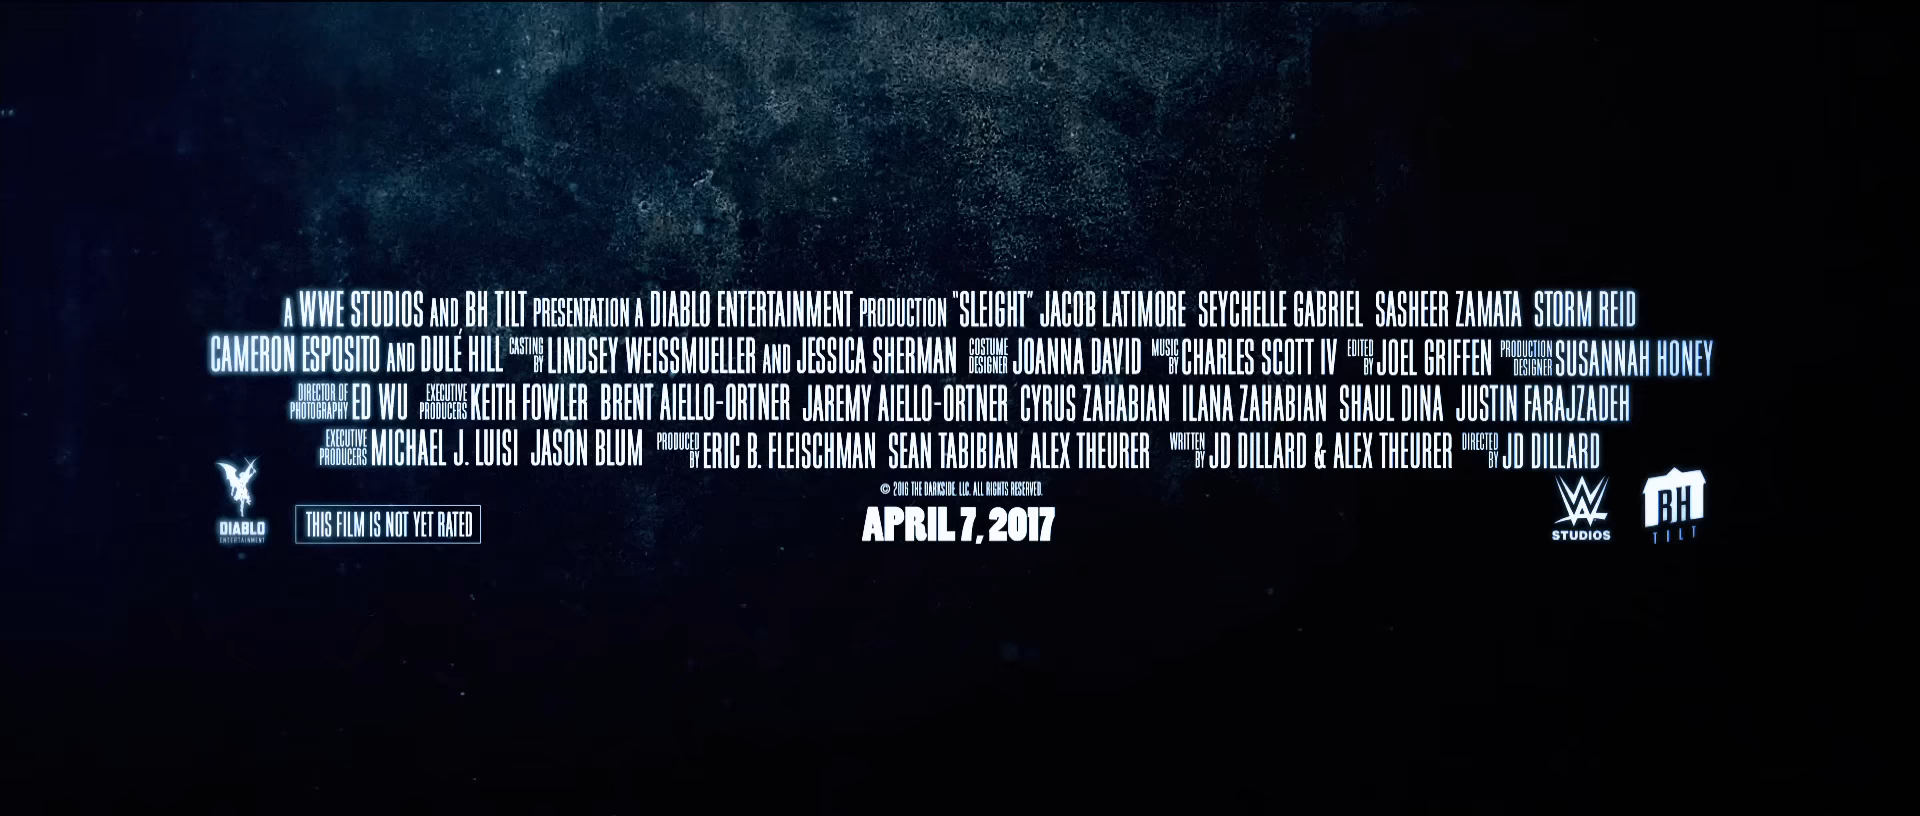 A WWE STUDIOS AND BH TILT PRESENTATION A DIABLO ENTERTAINMENT PRODUCTION "SLEIGHT" JACOB LATIMORE SEYCHELLE GABRIEL SASHEER ZAMATA STORM REID
CAMERON ESPOSITO AND DULÉ HILL CASTING BY LINDSEY WEISSMUELLER AND JESSICA SHERMAN COSTUME DESIGNER JOANNA DAVID MUSIC BY CHARLES SCOTT IV EDITED BY JOEL GRIFFEN PRODUCTION DESIGNER SUSANNAH HONEY
DIRECTOR OF PHOTOGRAPHY ED WU EXECUTIVE PRODUCERS KEITH FOWLER BRENT AIELLO-ORTNER JAREMY AIELLO-ORTNER CYRUS ZAHABIAN ILANA ZAHABIAN SHAUL DINA JUSTIN FARAJZADEH
EXECUTIVE PRODUCERS MICHAEL J. LUISI JASON BLUM PRODUCED BY ERIC B. FLEISCHMAN SEAN TABIBIAN ALEX THEURER WRITTEN BY JD DILLARD & ALEX THEURER DIRECTED BY JD DILLARD
© 2016 THE DARKSIDE, LLC. ALL RIGHTS RESERVED.
DIABLO
ENTERTAINMENT
THIS FILM IS NOT YET RATED
APRIL 7, 2017
W
STUDIOS
BH
TILT